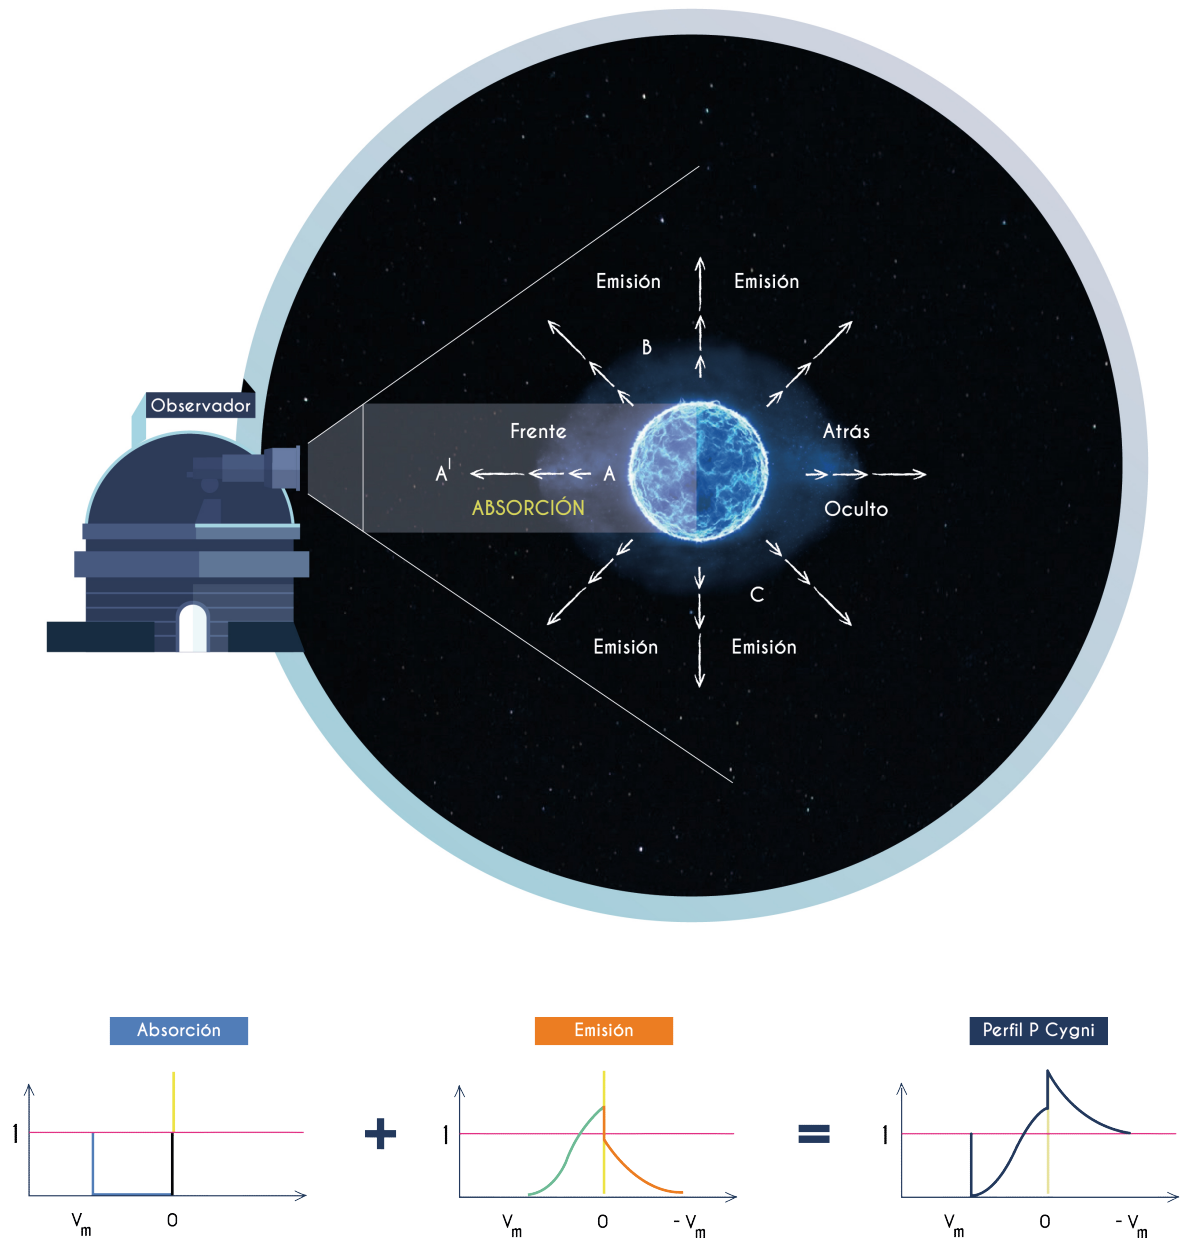 Emisión
Emisión
B
Observador
Frente
Atrás
A'
A
ABSORCIÓN
Oculto
C
Emisión
Emisión
Absorción
Emisión
Perfil P Cygni
1
Vm
0
+
1
Vm
0
- Vm
=
1
Vm
0
- Vm